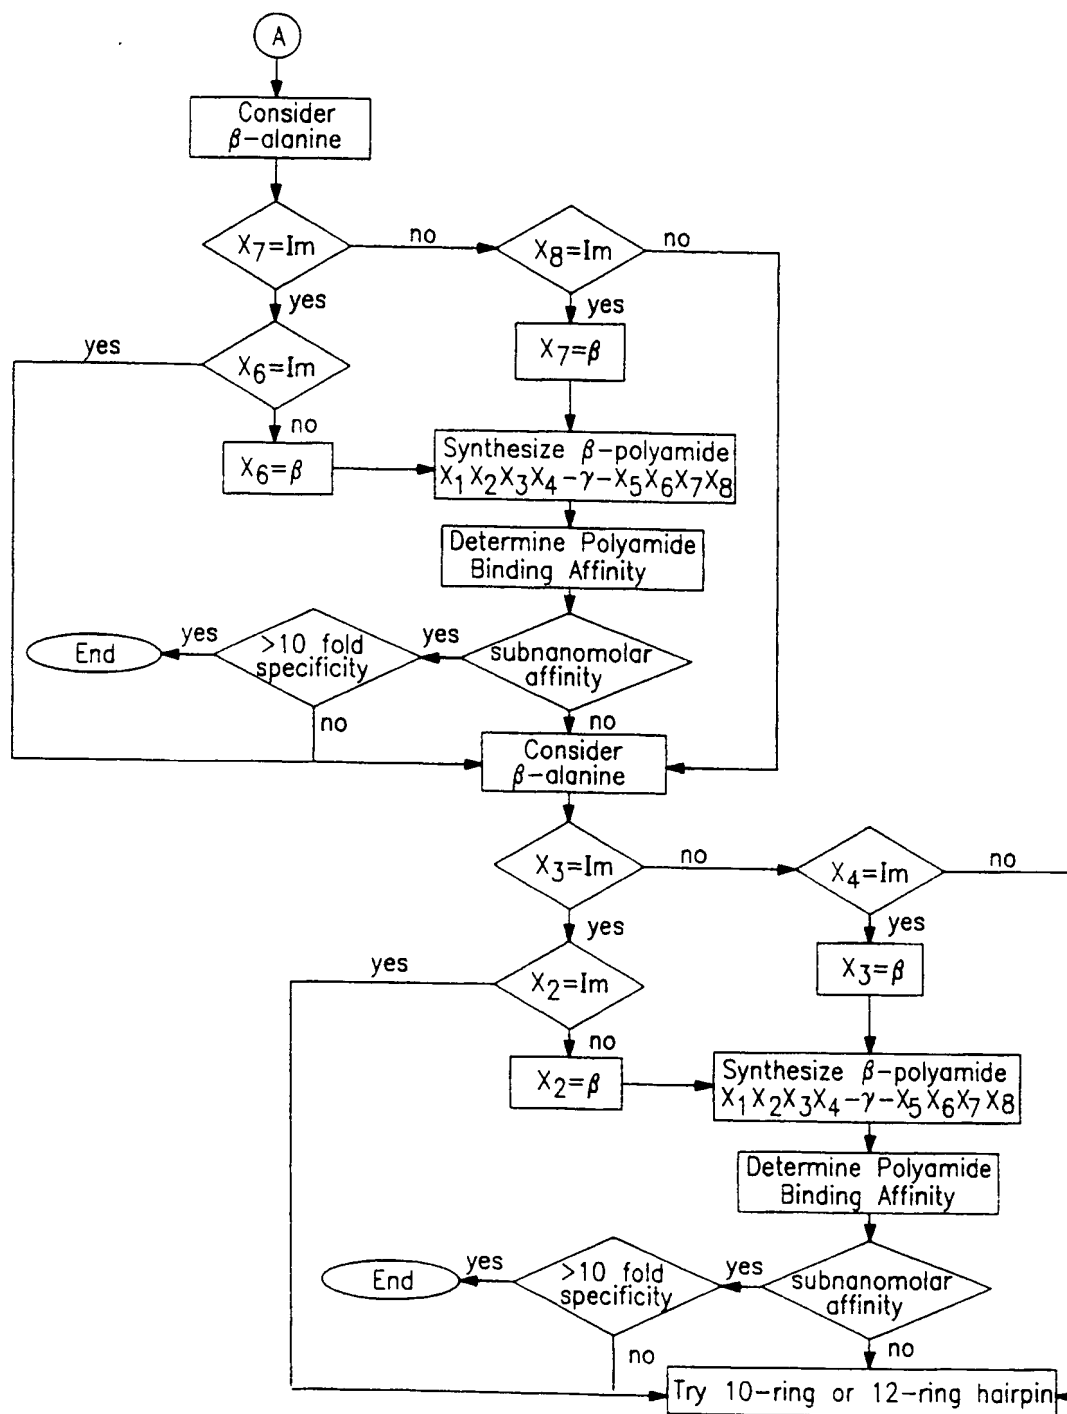 A
Consider
β-alanine
X7=Im
no
X8=Im
no
yes
yes
yes
X6=Im
X7=β
no
X6=β
Synthesize β-polyamide
X1X2X3X4-γ-X5X6X7X8
Determine Polyamide
Binding Affinity
End
yes
>10 fold
specificity
yes
subnanomolar
affinity
no
no
Consider
β-alanine
X3=Im
no
X4=Im
no
yes
yes
yes
X2=Im
X3=β
no
X2=β
Synthesize β-polyamide
X1X2X3X4-γ-X5X6X7X8
Determine Polyamide
Binding Affinity
End
yes
>10 fold
specificity
yes
subnanomolar
affinity
no
no
Try 10-ring or 12-ring hairpin